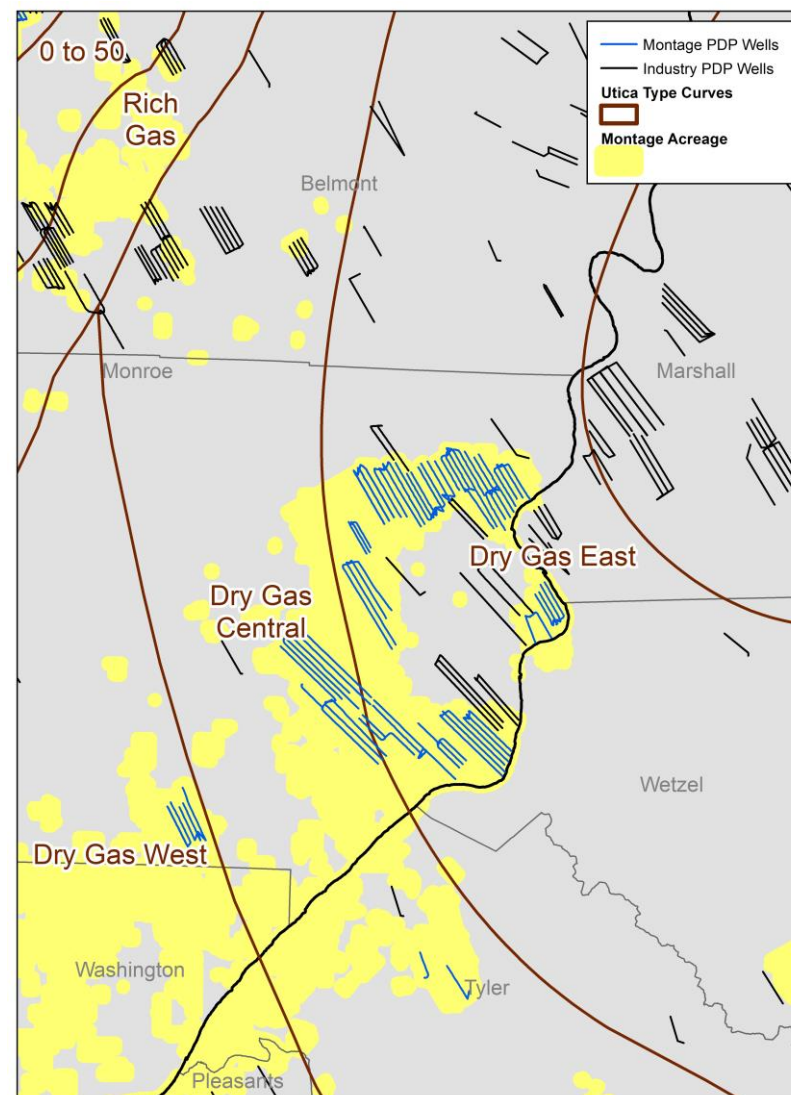 0 to 50
Rich
Gas
Belmont
Montage PDP Wells
Industry PDP Wells
Utica Type Curves
Montage Acreage
Monroe
Marshall
Dry Gas East
Dry Gas
Central
Wetzel
Dry Gas West
Washington
Tyler
Pleasants